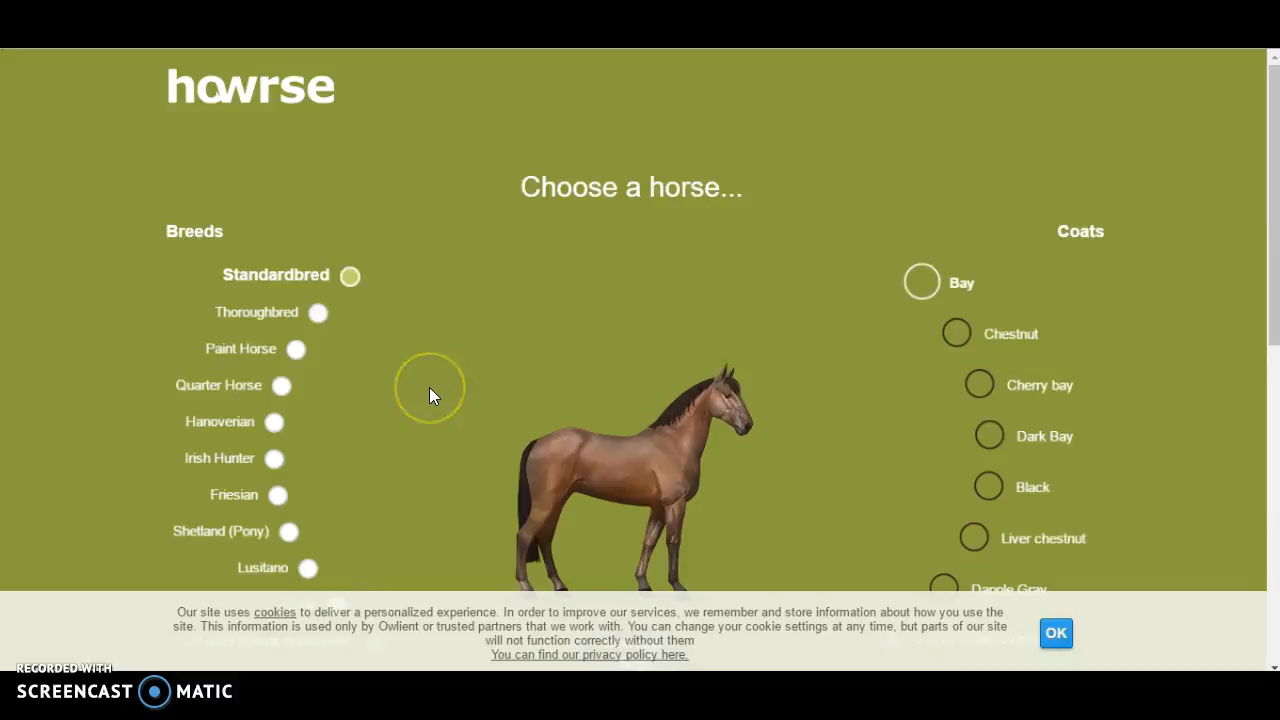 howrse
Choose a horse...
Breeds
Coats
Standardbred
Thoroughbred
Paint Horse
Quarter Horse
Hanoverian
Irish Hunter
Friesian
Shetland (Pony)
Lusitano
Bay
Chestnut
Cherry bay
Dark Bay
Black
Liver chestnut
Dapple Gray
Our site uses cookies to deliver a personalized experience. In order to improve our services, we remember and store information about how you use the
site. This information is used only by Owlient or trusted partners that we work with. You can change your cookie settings at any time, but parts of our site
will not function correctly without them
You can find our privacy policy here.
OK
RECORDED WITH
SCREENCAST MATIC